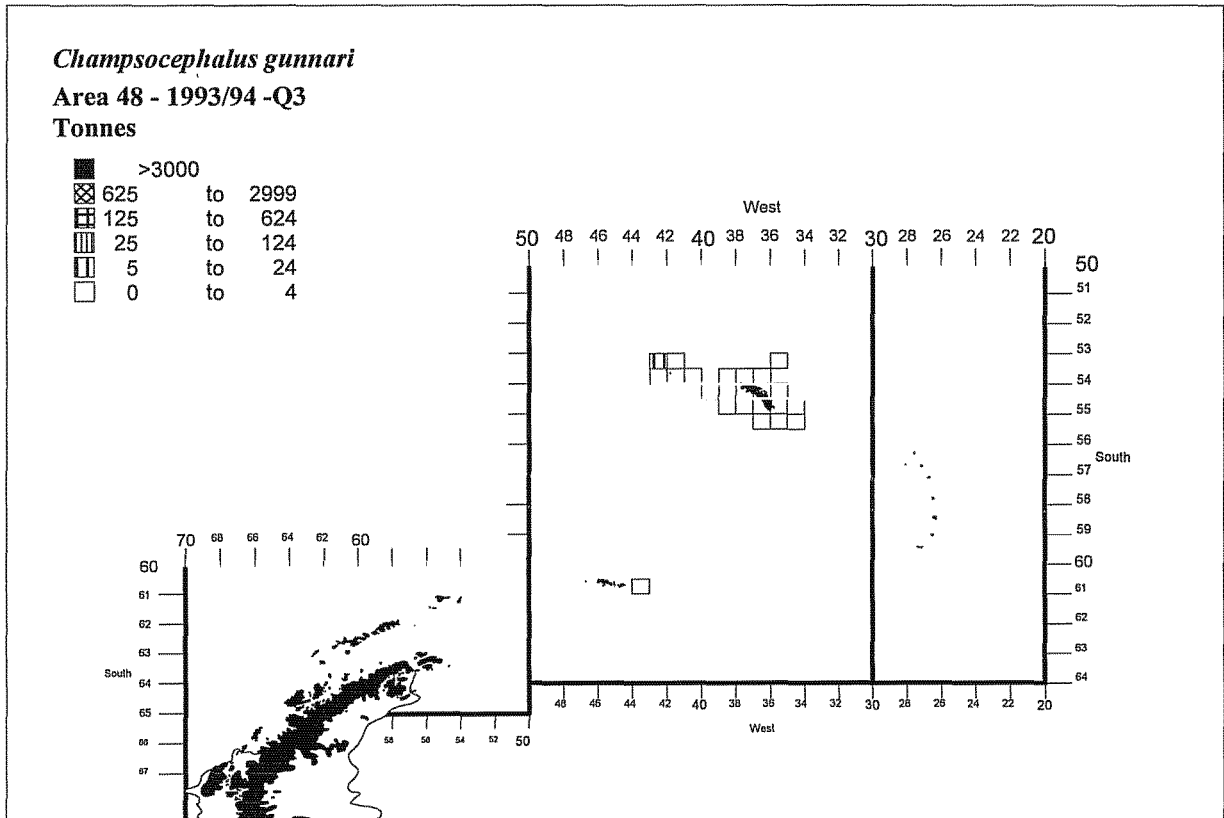 Champsocephalus gunnari
Area 48 - 1993/94 -Q3
Tonnes
>3000
625 to 2999
125 to 624
25 to 124
5 to 24
0 to 4
West
50 48 46 44 42 40 38 36 34 32 30 28 26 24 22 20
50
51
52
53
54
55
56
South
57
58
59
60
61
62
63
64
70 68 66 64 62 60
60
61
62
63
South
64
65
66
67
58 56 54 52 50
48 46 44 42 40 38 36 34 32 30 28 26 24 22 20
West